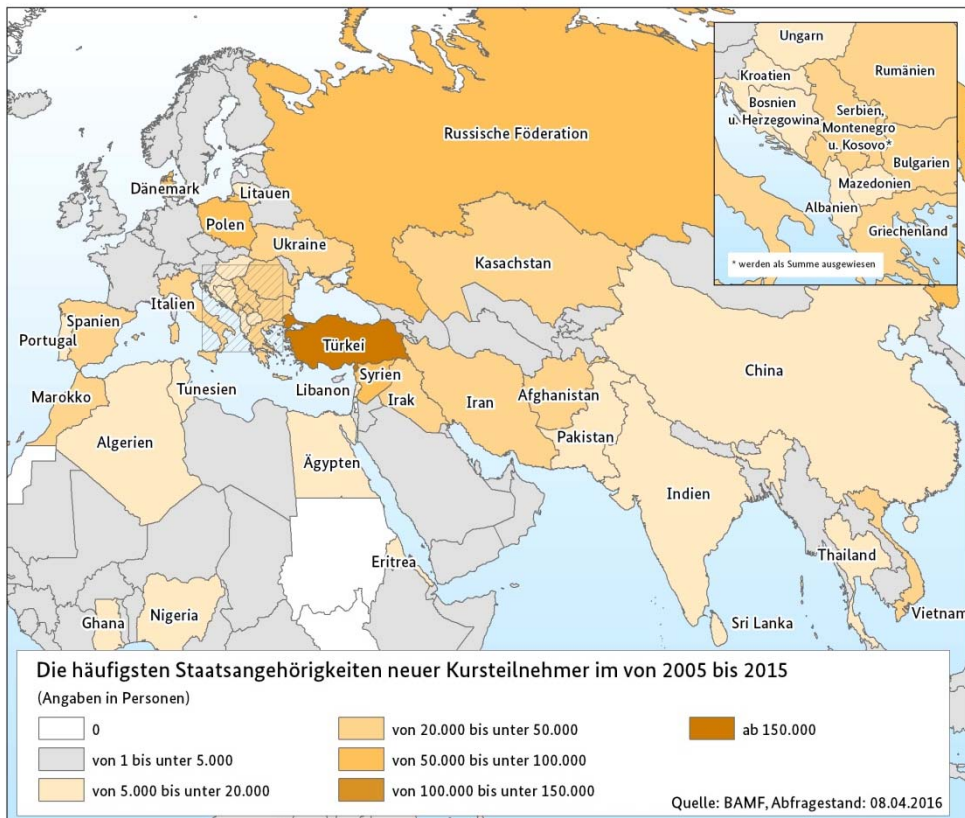 Ungarn
Kroatien
Rumänien
Bosnien
u. Herzegowina
Serbien,
Montenegro
u. Kosovo*
Bulgarien
Mazedonien
Albanien
Griechenland
* werden als Summe ausgewiesen
Russische Föderation
Dänemark
Litauen
Polen
Ukraine
Kasachstan
Italien
Spanien
Portugal
Türkei
China
Marokko
Tunesien
Libanon
Syrien
Irak
Iran
Afghanistan
Pakistan
Algerien
Ägypten
Indien
Eritrea
Thailand
Ghana
Nigeria
Sri Lanka
Vietnam
Die häufigsten Staatsangehörigkeiten neuer Kursteilnehmer im von 2005 bis 2015
(Angaben in Personen)
0
von 1 bis unter 5.000
von 5.000 bis unter 20.000
von 20.000 bis unter 50.000
von 50.000 bis unter 100.000
von 100.000 bis unter 150.000
ab 150.000
Quelle: BAMF, Abfragestand: 08.04.2016